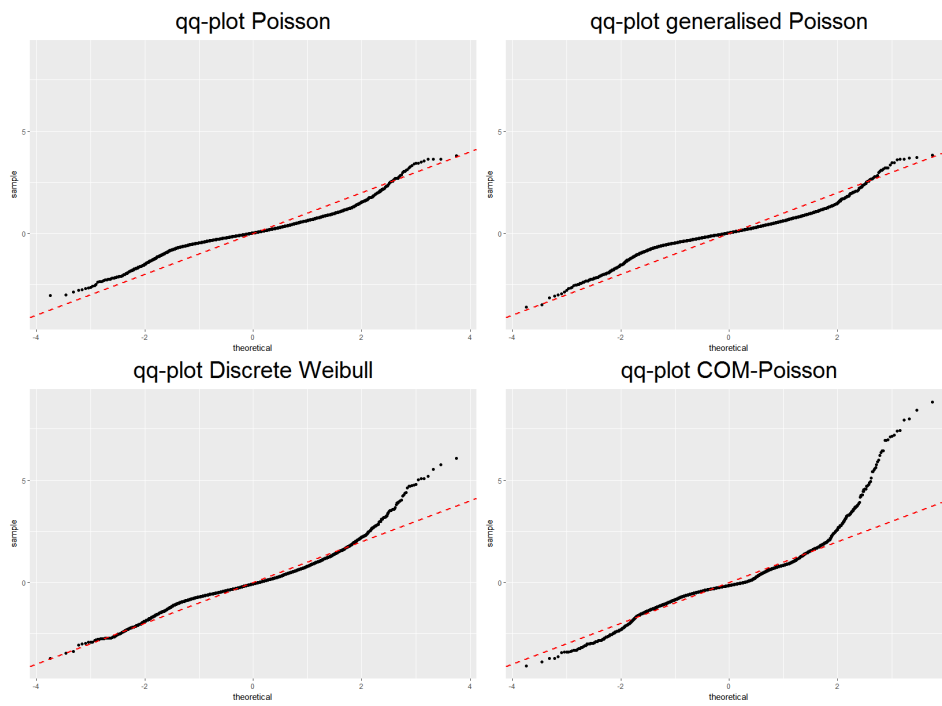 qq-plot Poisson
5
0
sample
-4
-2
0
2
4
theoretical
qq-plot generalised Poisson
5
0
sample
-4
-2
0
2
theoretical
qq-plot Discrete Weibull
5
0
sample
-4
-2
0
2
4
theoretical
qq-plot COM-Poisson
5
0
sample
-4
-2
0
2
theoretical